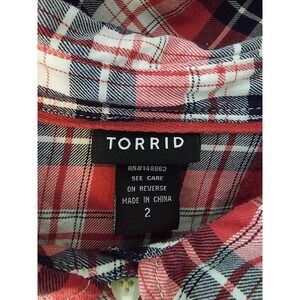 TORRID
RN#148862
SEE CARE
ON REVERSE
MADE IN CHINA
2